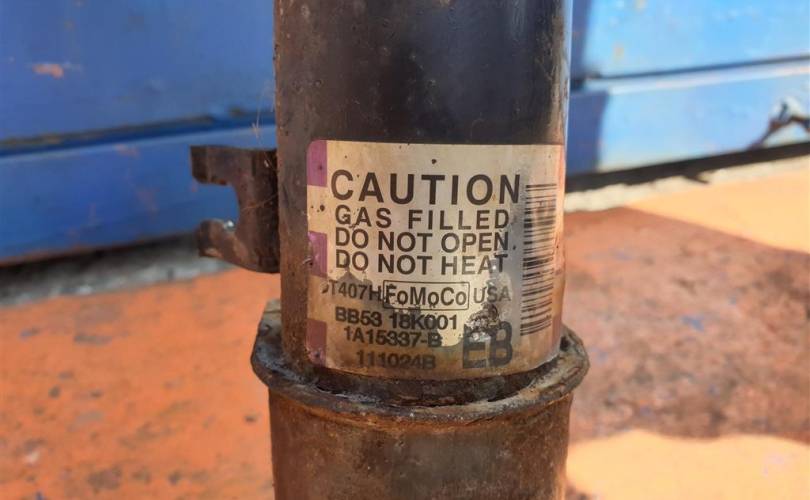 CAUTION
GAS FILLED
DO NOT OPEN.
DO NOT HEAT
T407H FoMoCo USA
BB53 18K001
1A15337-B
111024B EB